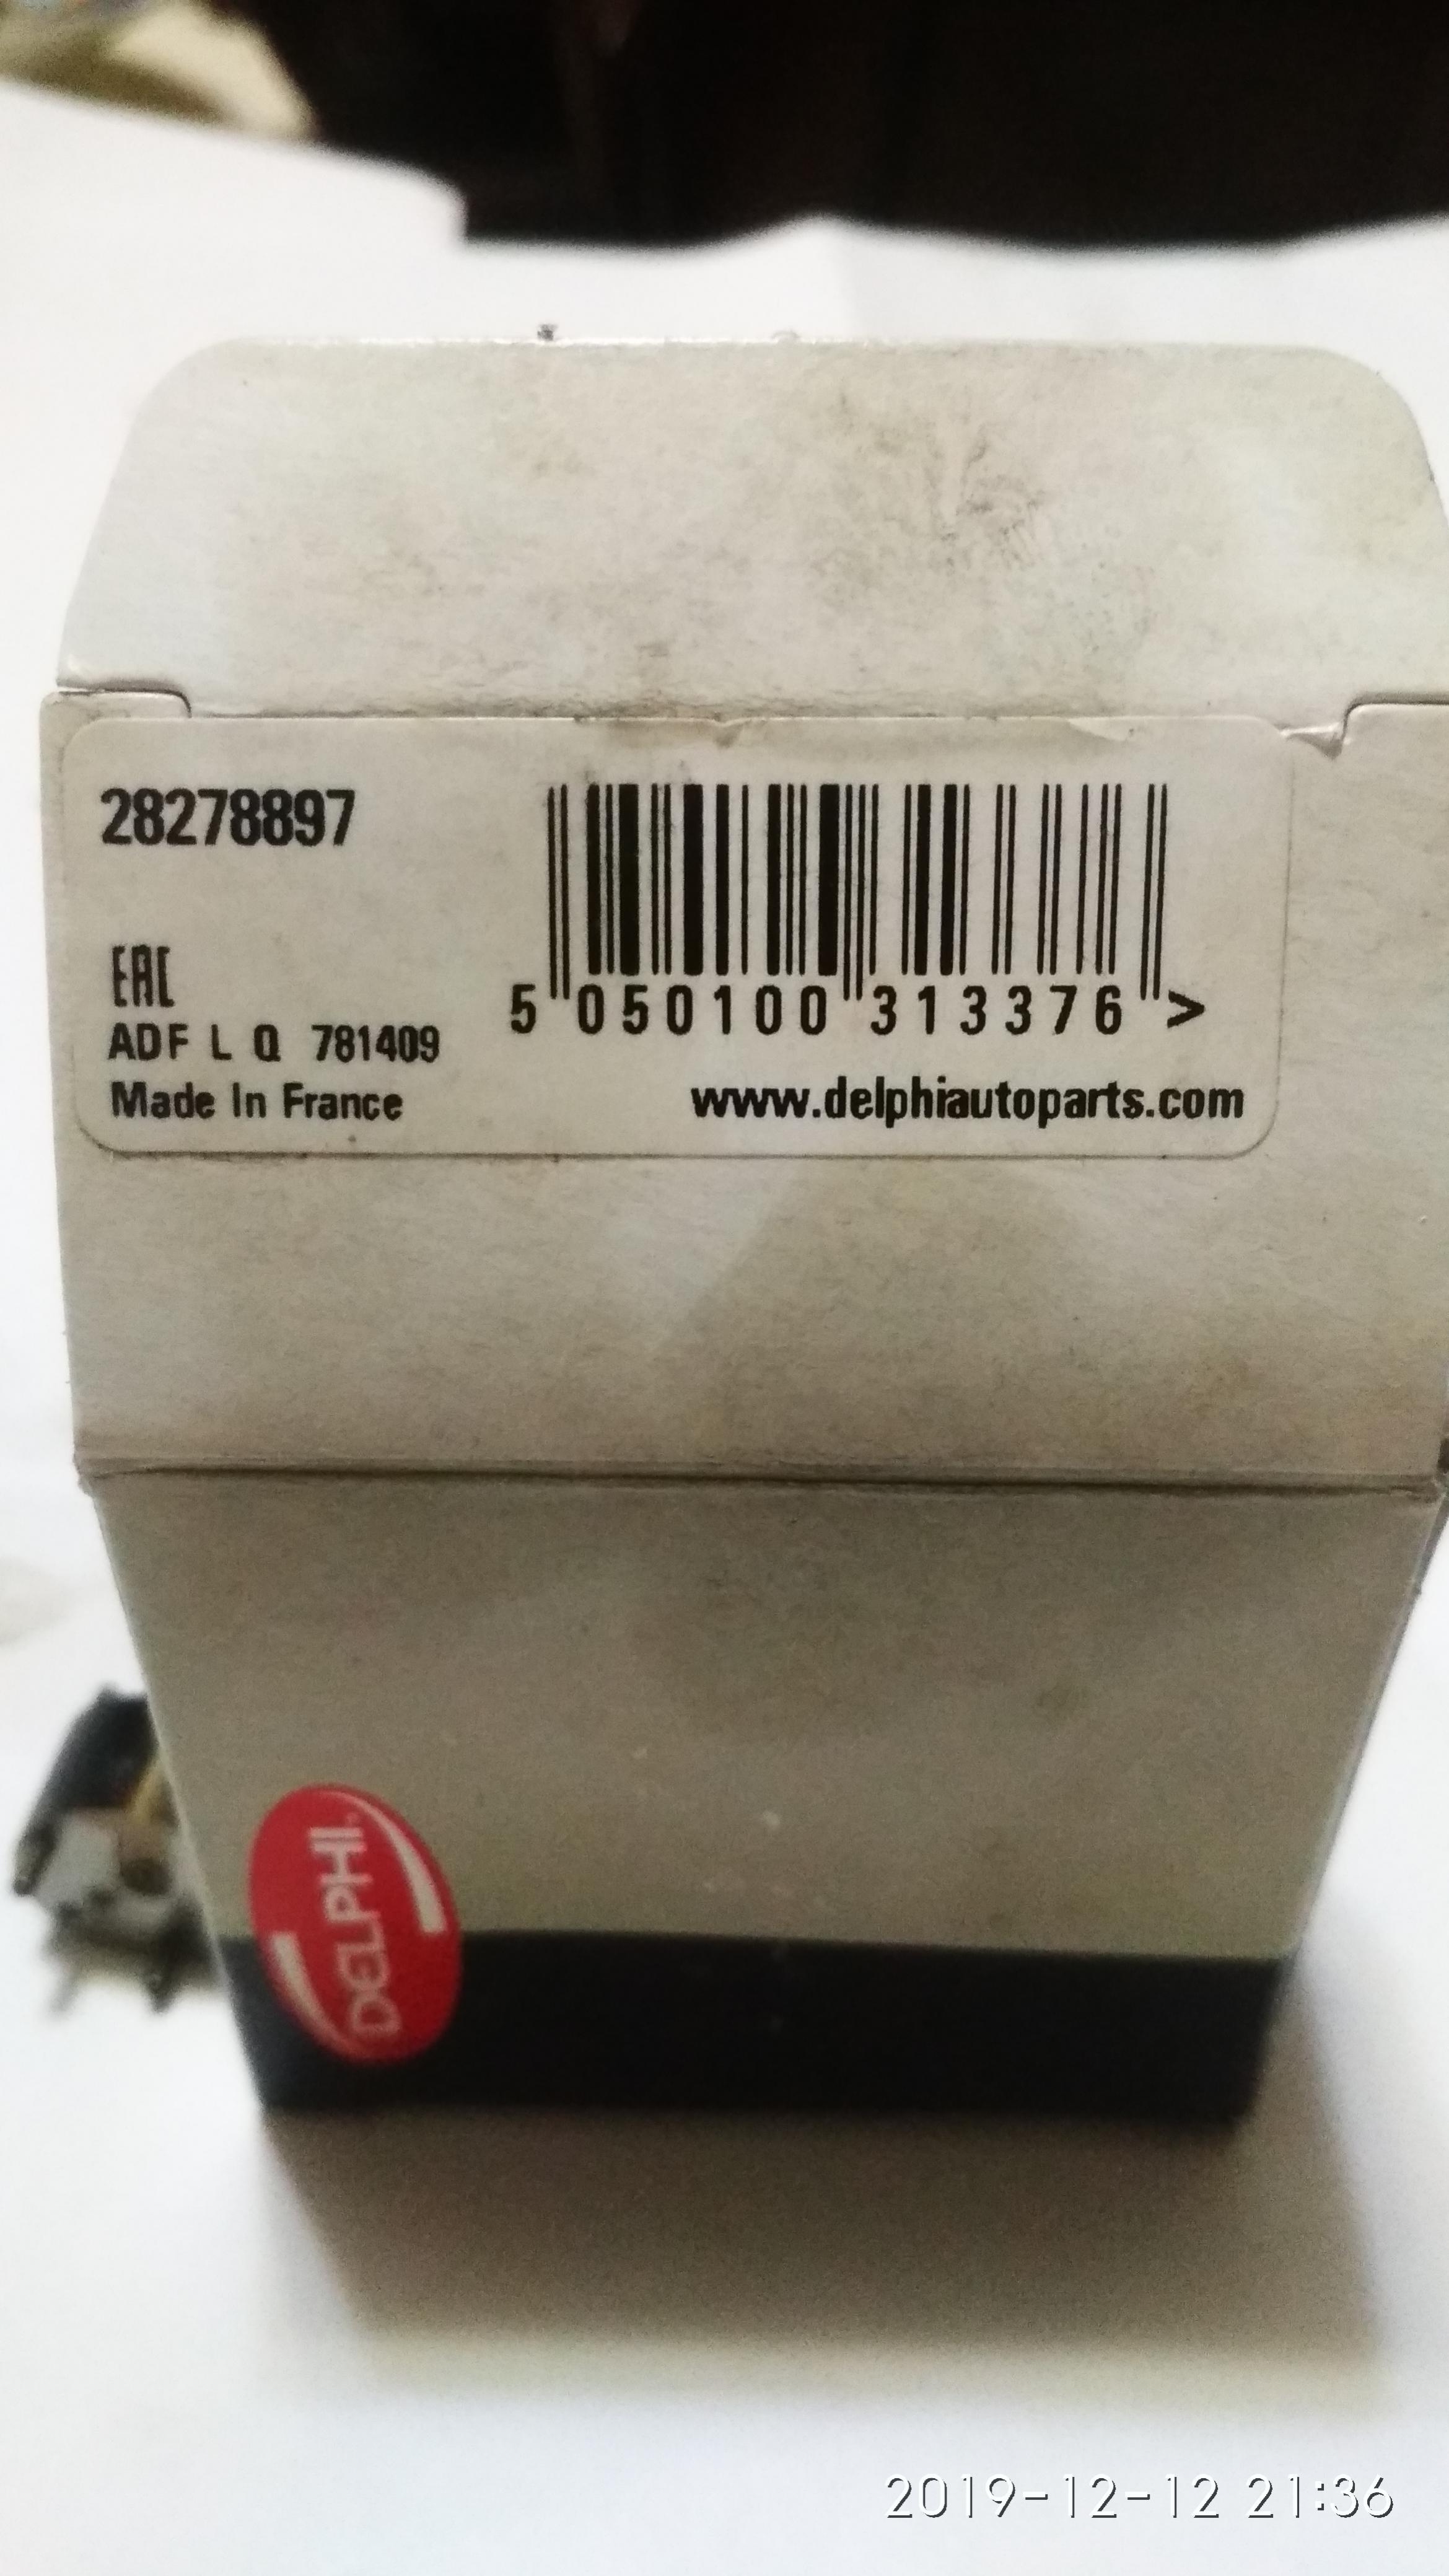 28278897
EAC
ADF L Q 781409
Made In France
5 050100 313376 >
www.delphiautoparts.com
DELPHI
2019-12-12 21:36